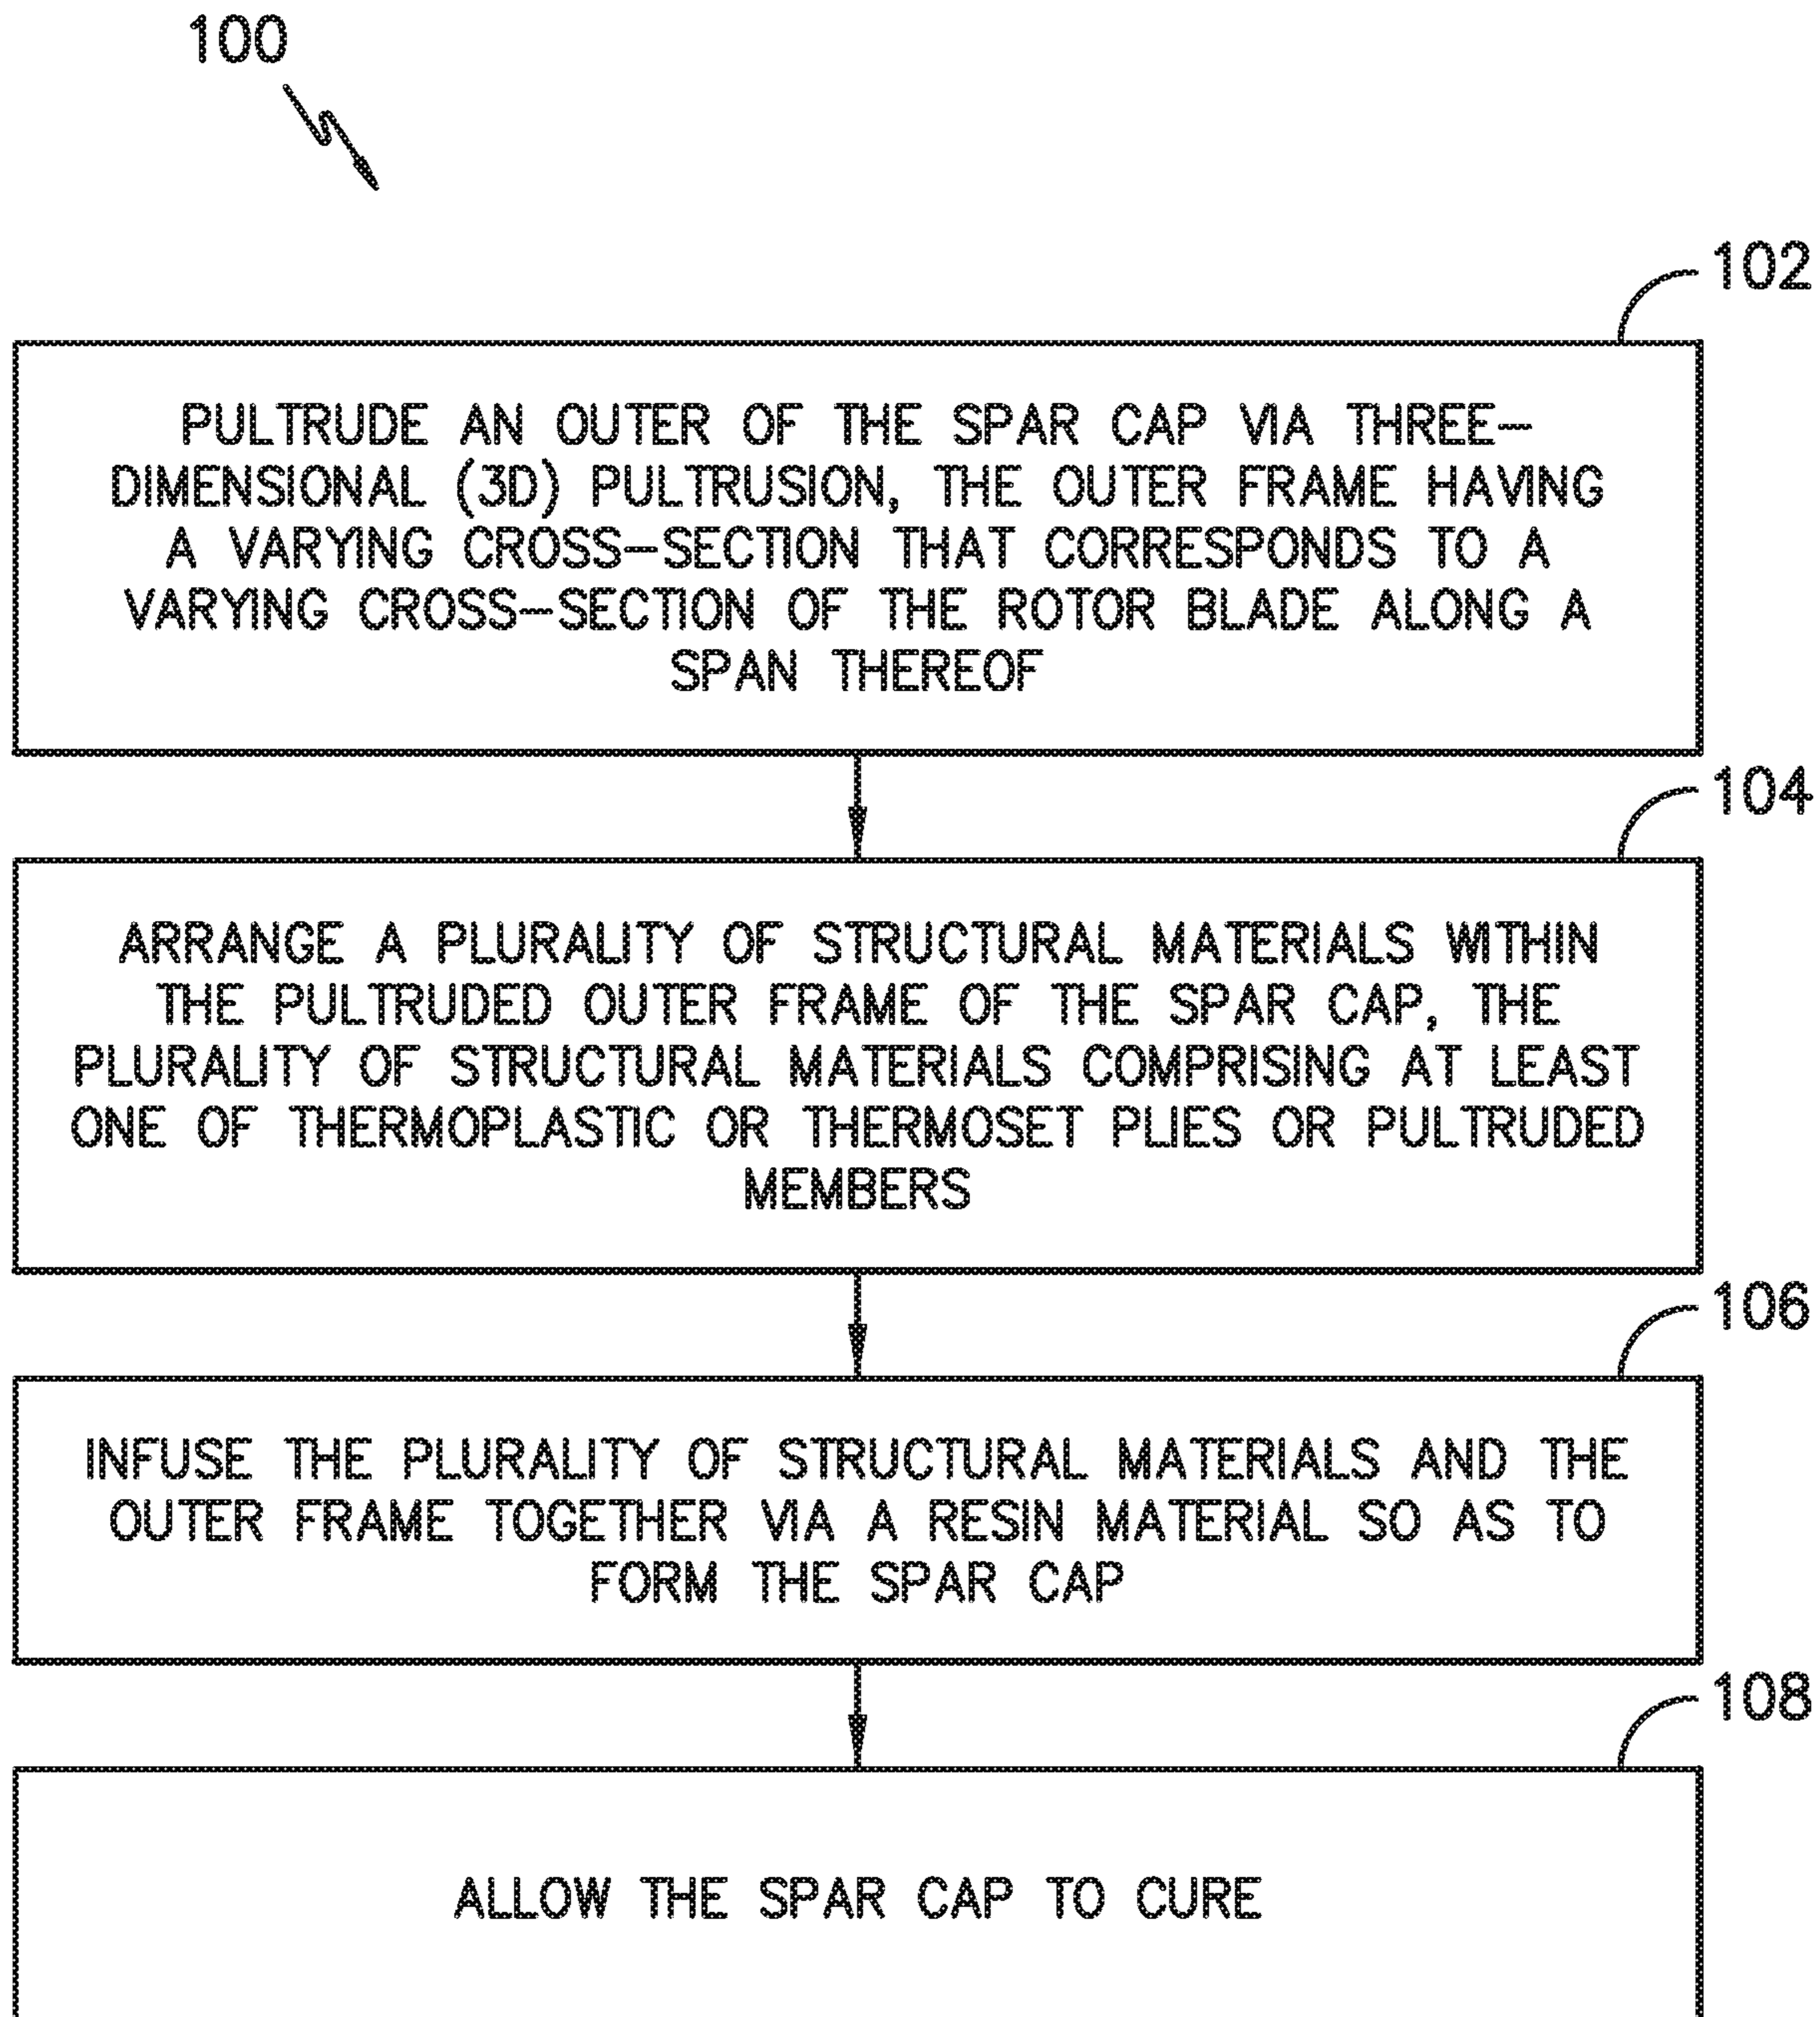 100
102
PULTRUDE AN OUTER OF THE SPAR CAP VIA THREE-
DIMENSIONAL (3D) PULTRUSION, THE OUTER FRAME HAVING
A VARYING CROSS-SECTION THAT CORRESPONDS TO A
VARYING CROSS-SECTION OF THE ROTOR BLADE ALONG A
SPAN THEREOF
104
ARRANGE A PLURALITY OF STRUCTURAL MATERIALS WITHIN
THE PULTRUDED OUTER FRAME OF THE SPAR CAP, THE
PLURALITY OF STRUCTURAL MATERIALS COMPRISING AT LEAST
ONE OF THERMOPLASTIC OR THERMOSET PLIES OR PULTRUDED
MEMBERS
106
INFUSE THE PLURALITY OF STRUCTURAL MATERIALS AND THE
OUTER FRAME TOGETHER VIA A RESIN MATERIAL SO AS TO
FORM THE SPAR CAP
108
ALLOW THE SPAR CAP TO CURE